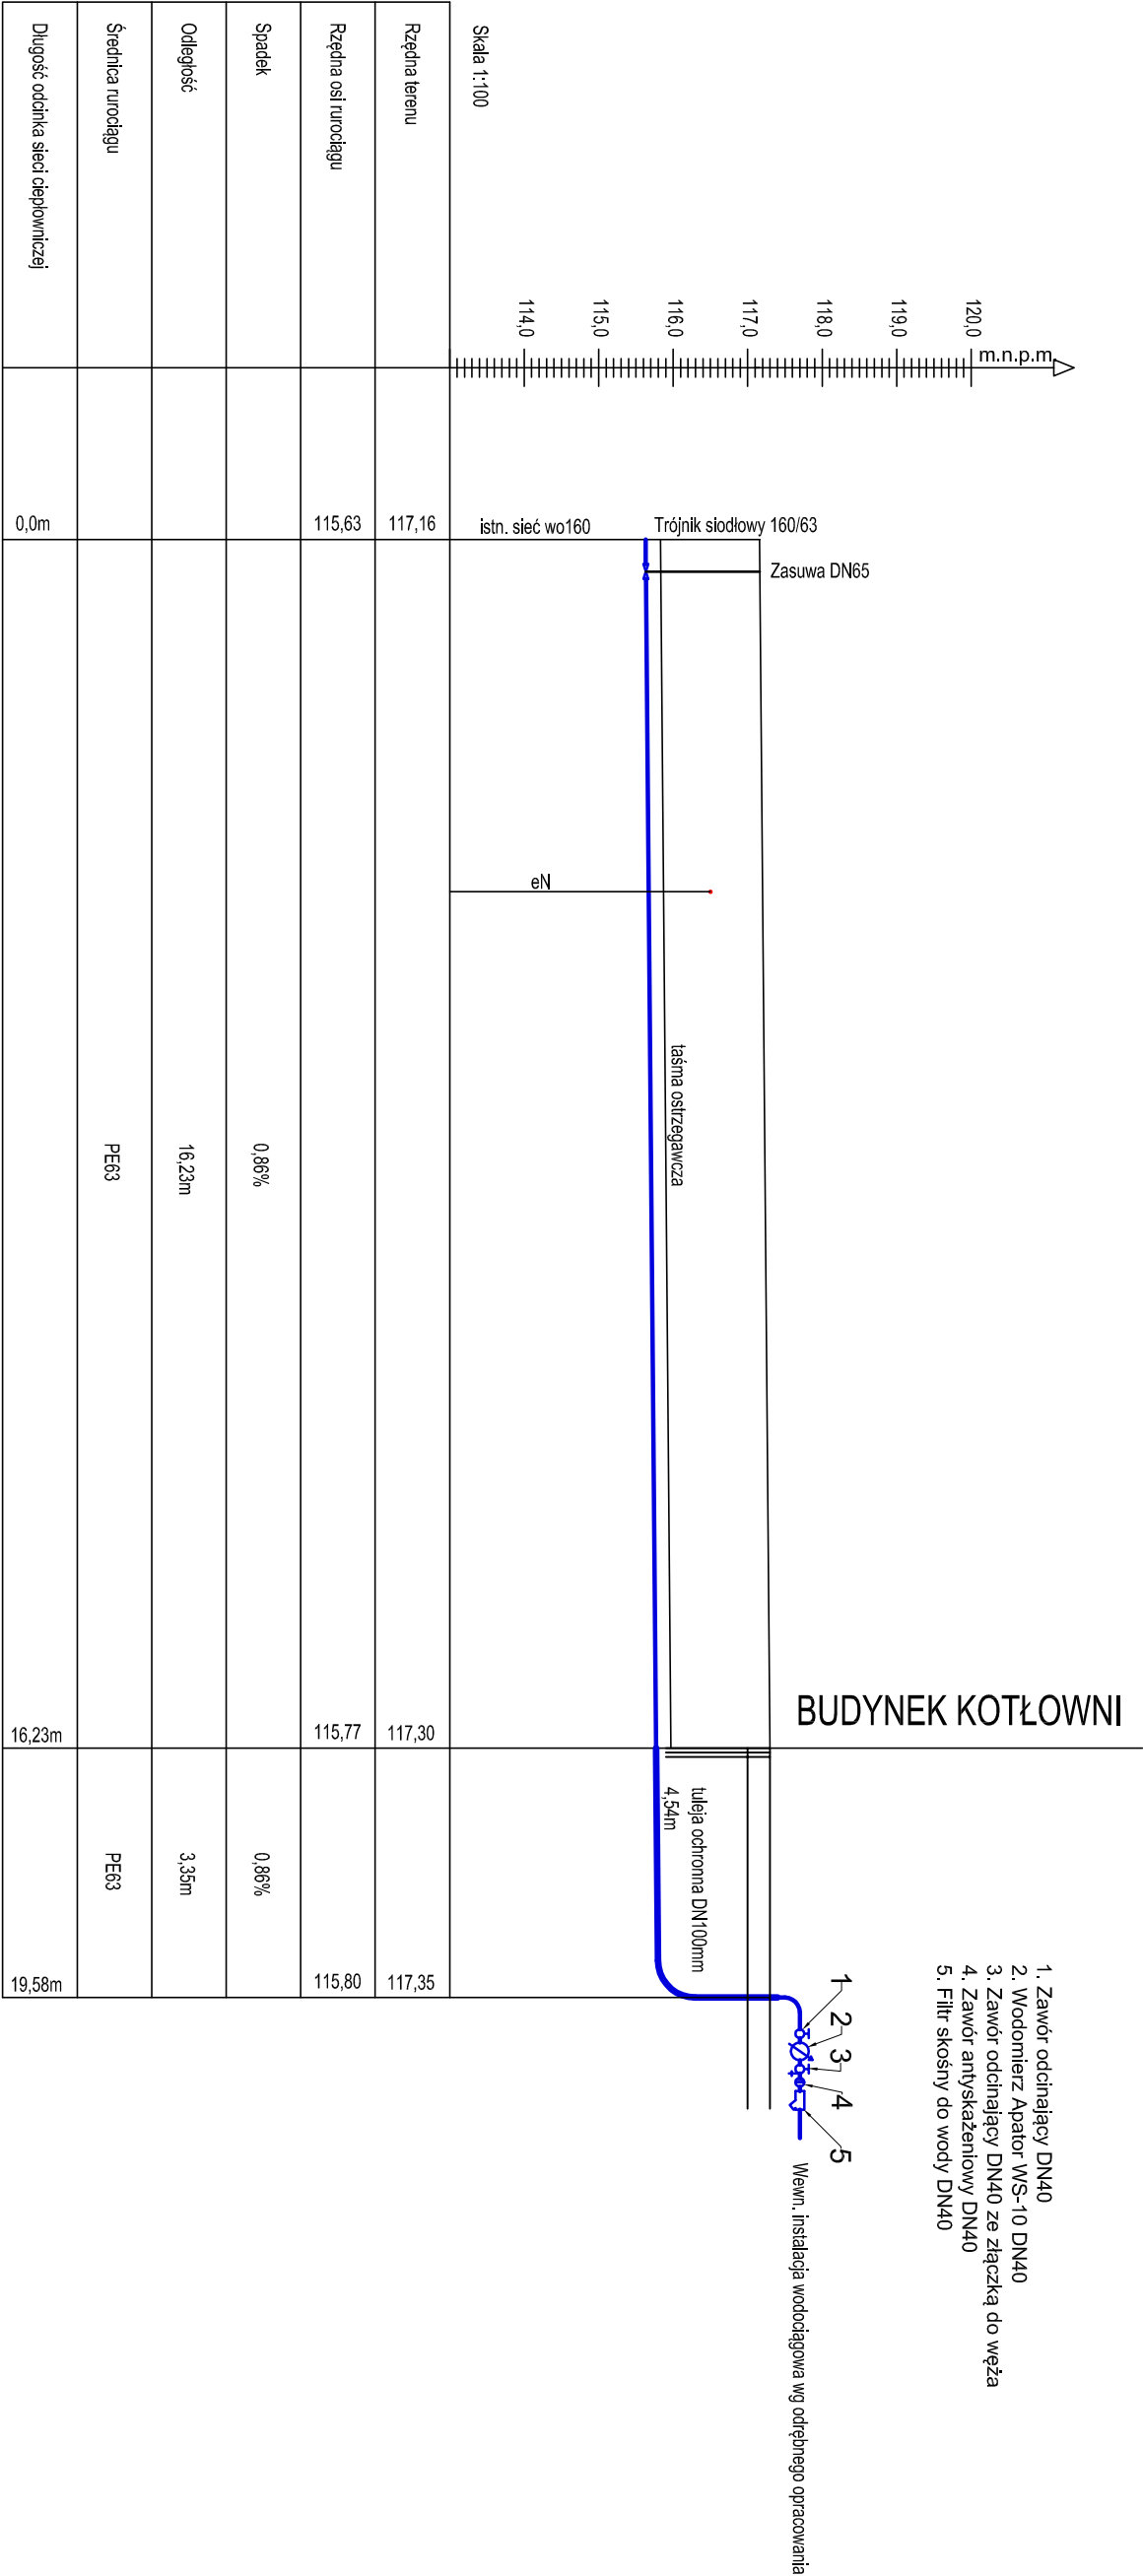 Skala 1:100
120,0
m.n.p.m.
119,0
118,0
117,0
116,0
115,0
114,0
Rzędna terenu
117,16
117,30
117,35
Rzędna osi rurociągu
115,63
115,77
115,80
Spadek
0,86%
0,86%
Odległość
16,23m
3,35m
Średnica rurociągu
PE63
PE63
Długość odcinka sieci ciepłowniczej
0,0m
16,23m
19,58m
istn. sieć wo160
Trójnik siodłowy 160/63
Zasuwa DN65
eN
taśma ostrzegawcza
BUDYNEK KOTŁOWNI
tuleja ochronna DN100mm
4,54m
1
2
3
4
5
Wewn. instalacja wodociągowa wg odrębnego opracowania
1. Zawór odcinający DN40
2. Wodomierz Apator WS-10 DN40
3. Zawór odcinający DN40 ze złączką do węża
4. Zawór antyskażeniowy DN40
5. Filtr skośny do wody DN40